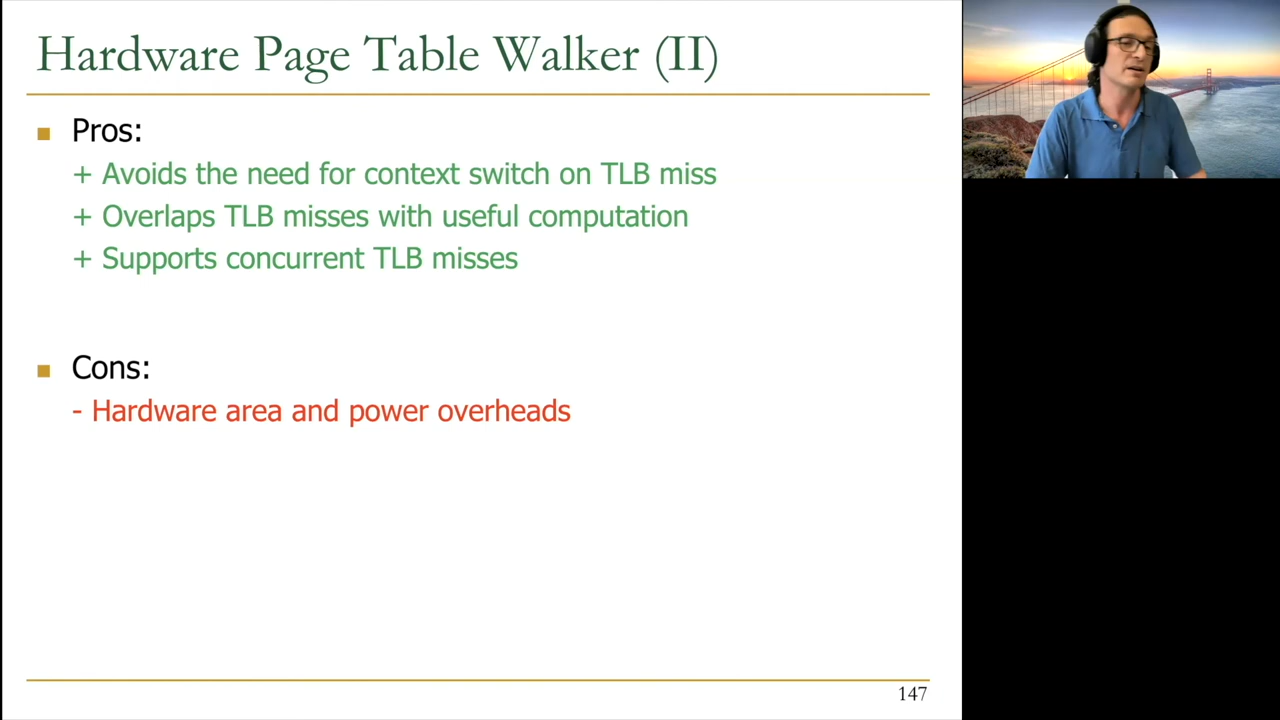 Hardware Page Table Walker (II)
Pros:
+ Avoids the need for context switch on TLB miss
+ Overlaps TLB misses with useful computation
+ Supports concurrent TLB misses
Cons:
- Hardware area and power overheads
147